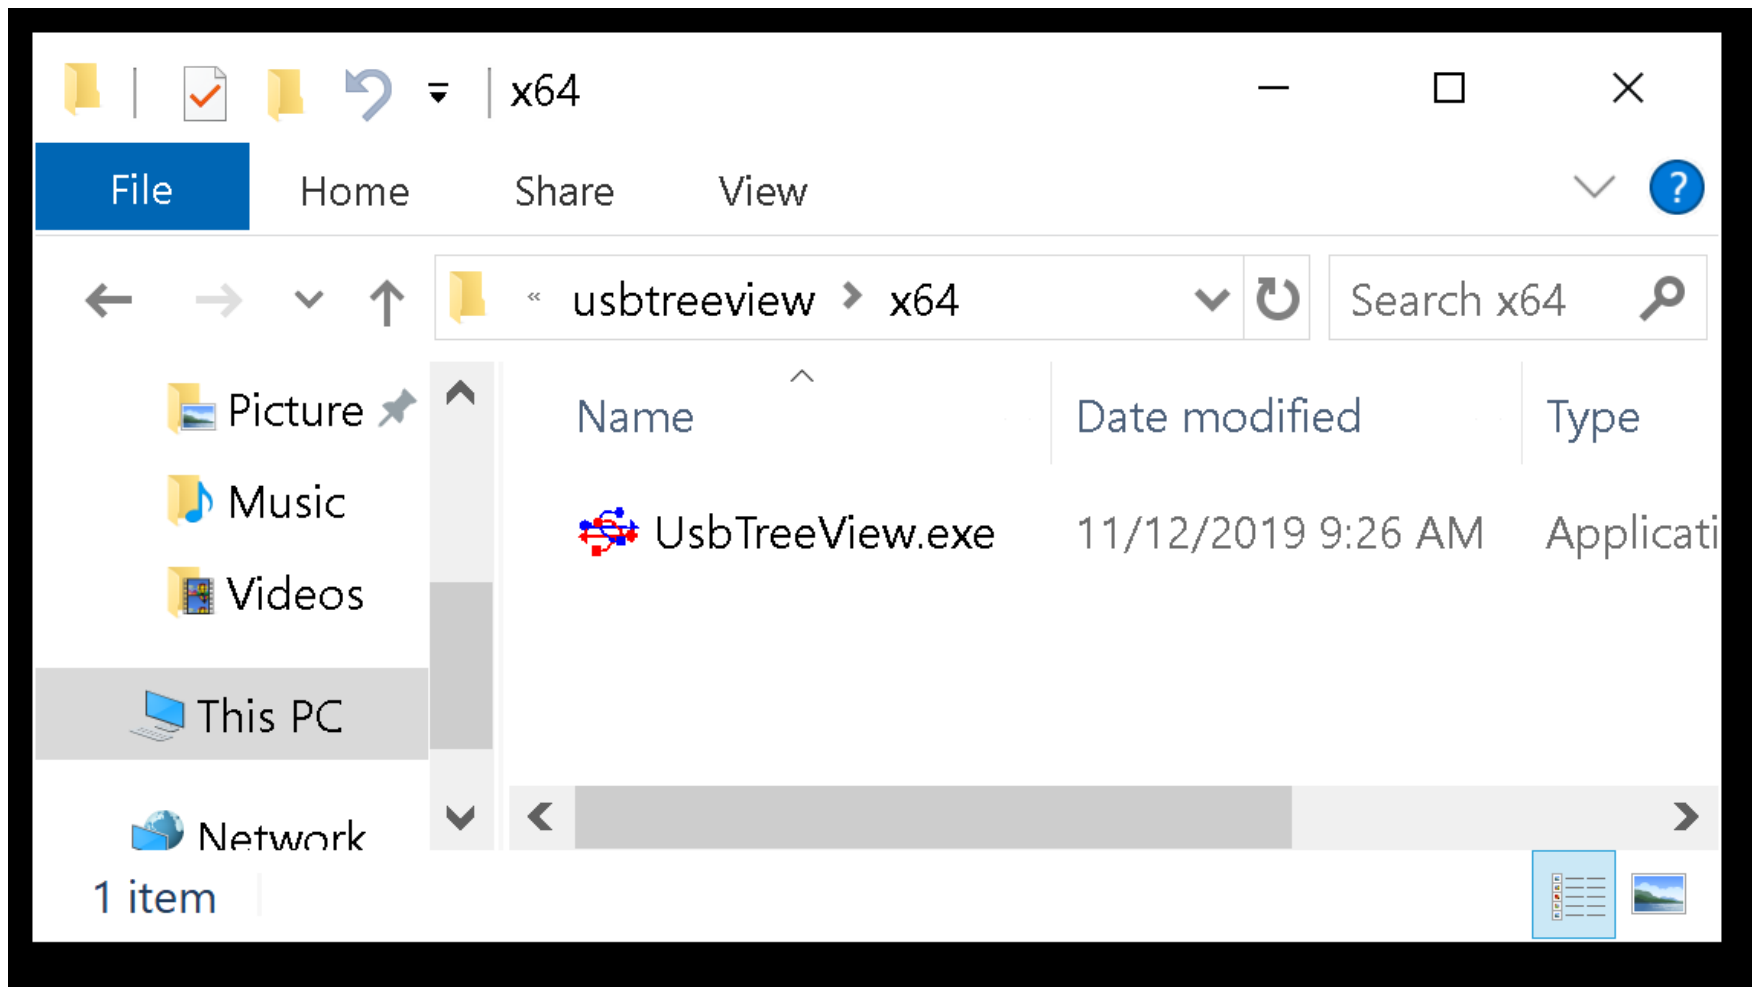 x64
File Home Share View ?
« usbtreeview > x64 Search x64
Name Date modified Type
Picture
Music
Videos
This PC
Network
UsbTreeView.exe 11/12/2019 9:26 AM Applicati
1 item